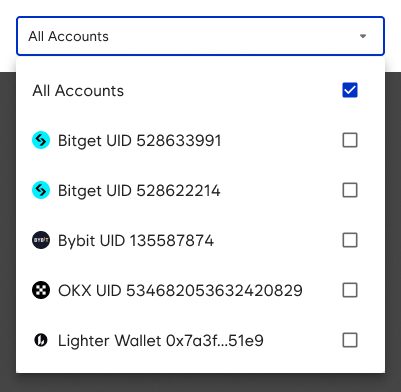 All Accounts
All Accounts
Bitget UID 528633991
Bitget UID 528622214
BYBIT Bybit UID 135587874
OKX UID 534682053632420829
Lighter Wallet 0x7a3f...51e9